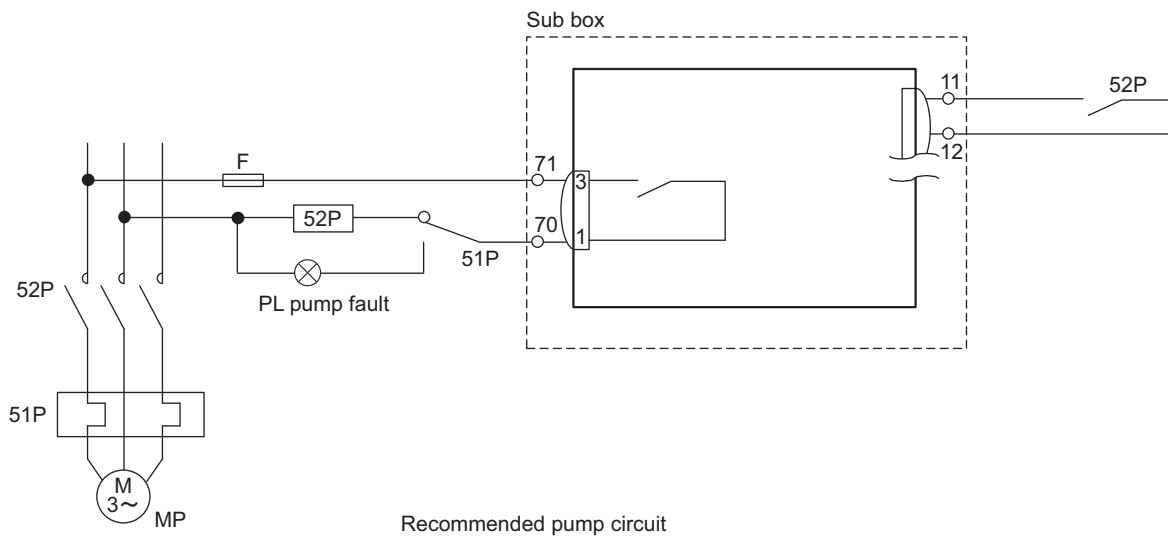 Sub box
11
52P
12
F
71
3
52P
70
1
51P
PL pump fault
52P
51P
M
3～
MP
Recommended pump circuit